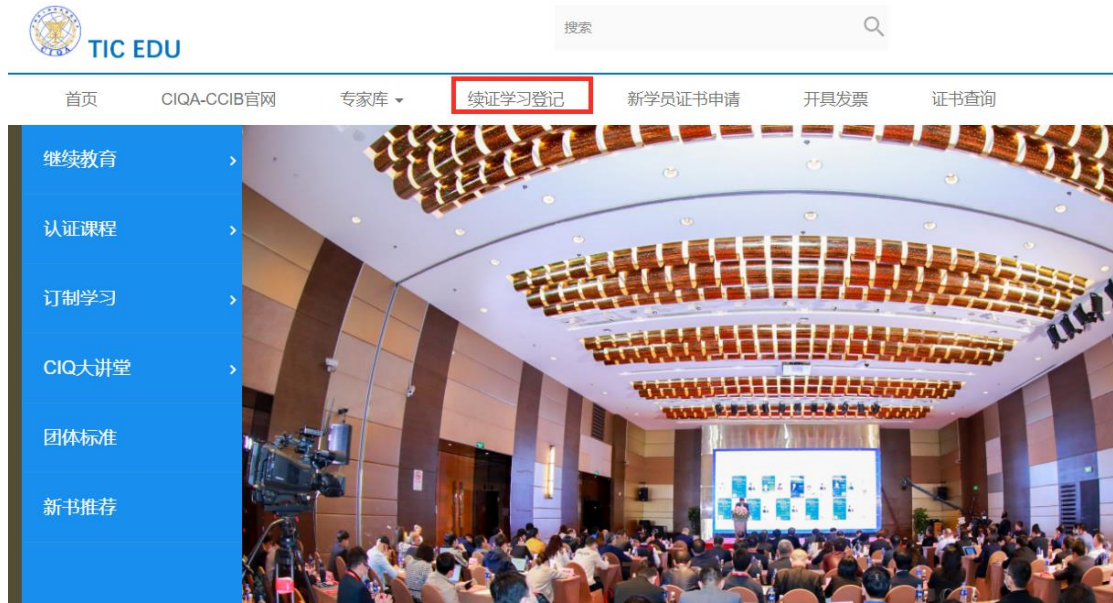 CIQA
TIC EDU
搜索
首页
CIQA-CCIB官网
专家库
续证学习登记
新学员证书申请
开具发票
证书查询
继续教育
认证课程
订制学习
CIQ大讲堂
团体标准
新书推荐